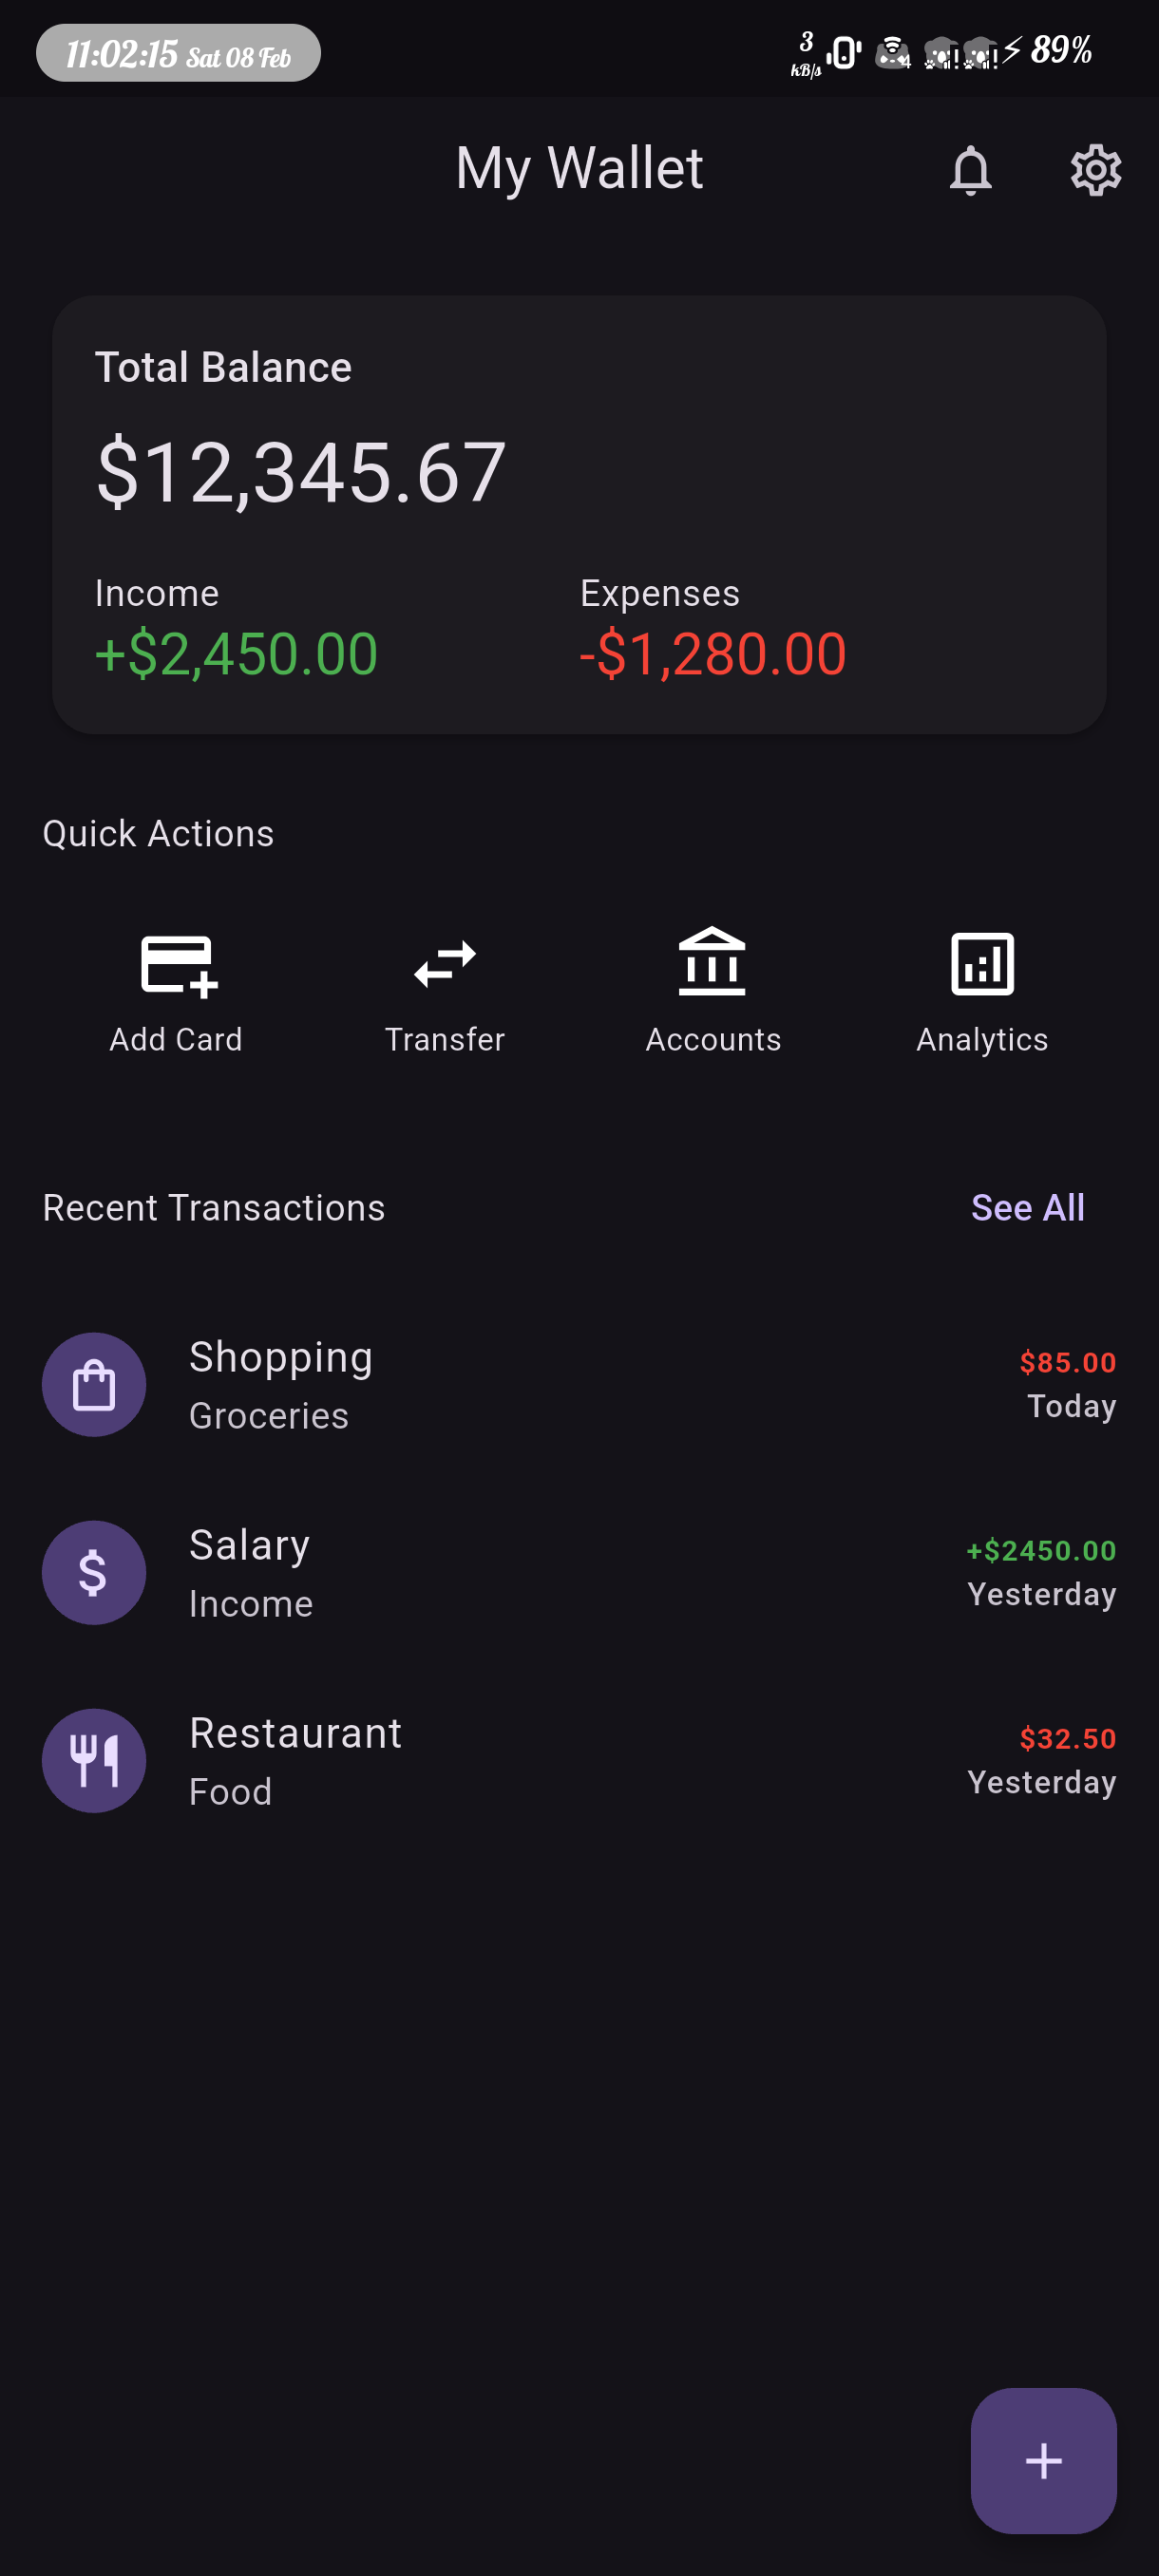 11:02:15 Sat 08 Feb
3
kB/s
4
89%
My Wallet
Total Balance
$12,345.67
Income
Expenses
+$2,450.00
-$1,280.00
Quick Actions
Add Card
Transfer
Accounts
Analytics
Recent Transactions
See All
Shopping
$85.00
Groceries
Today
Salary
+$2450.00
Income
Yesterday
Restaurant
$32.50
Food
Yesterday